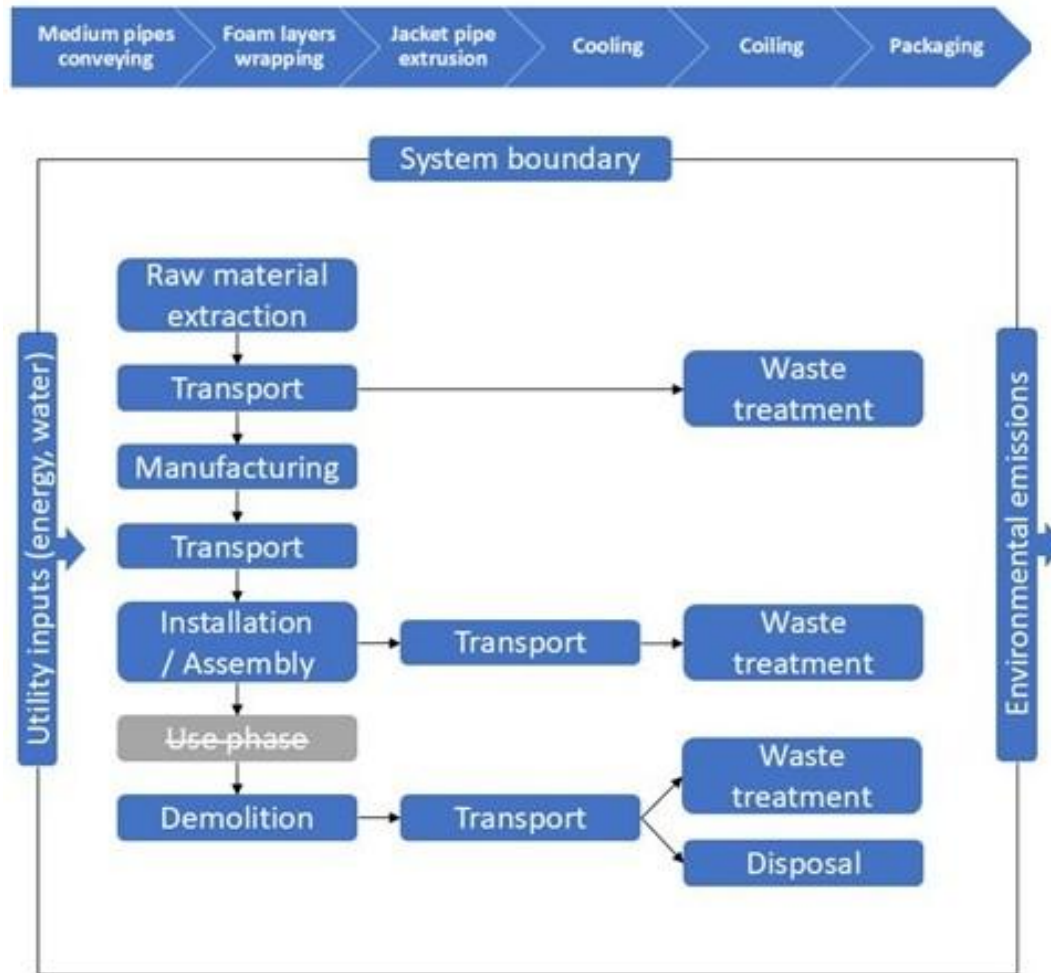 Medium pipes
conveying
Foam layers
wrapping
Jacket pipe
extrusion
Cooling
Coiling
Packaging
System boundary
Utility inputs (energy, water)
Raw material
extraction
Transport
Waste
treatment
Manufacturing
Transport
Installation
/ Assembly
Transport
Waste
treatment
Use phase
Demolition
Transport
Waste
treatment
Disposal
Environmental emissions